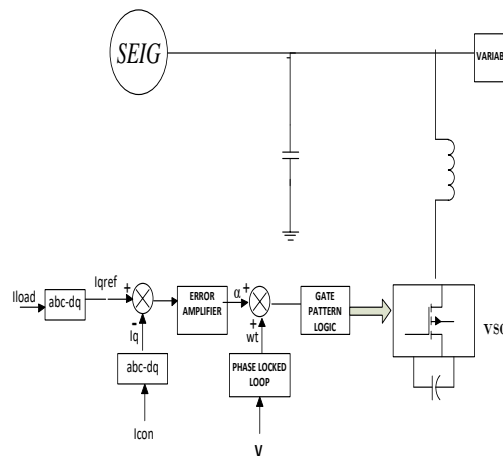 SEIG
VARIAB
Iload
abc-dq
Iqref
+
-
Iq
ERROR
AMPLIFIER
α
+
+
wt
GATE
PATTERN
LOGIC
abc-dq
PHASE LOCKED
LOOP
Icon
V